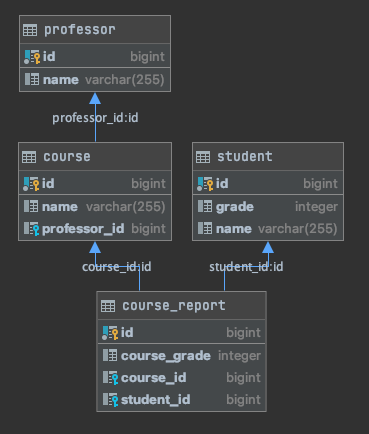 professor
id bigint
name varchar(255)
professor_id:id
course
id bigint
name varchar(255)
professor_id bigint
student
id bigint
grade integer
name varchar(255)
course_id:id
student_id:id
course_report
id bigint
course_grade integer
course_id bigint
student_id bigint